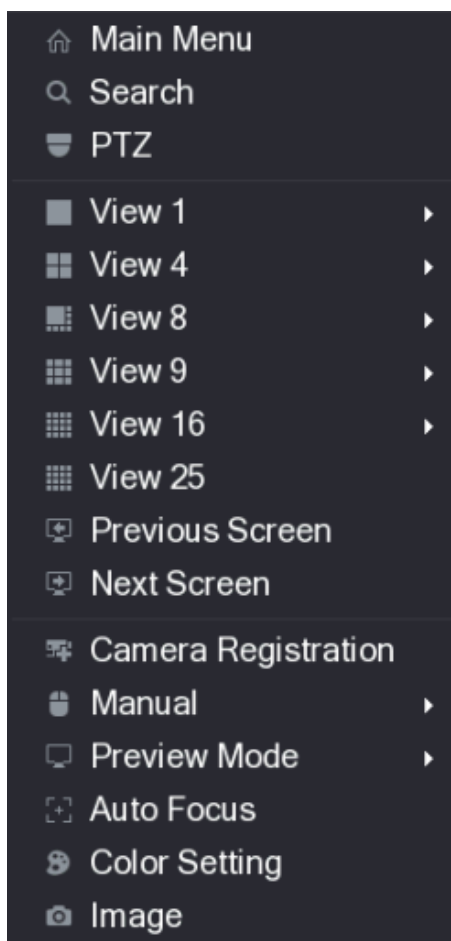 Main Menu
Search
PTZ
View 1
View 4
View 8
View 9
View 16
View 25
Previous Screen
Next Screen
Camera Registration
Manual
Preview Mode
Auto Focus
Color Setting
Image